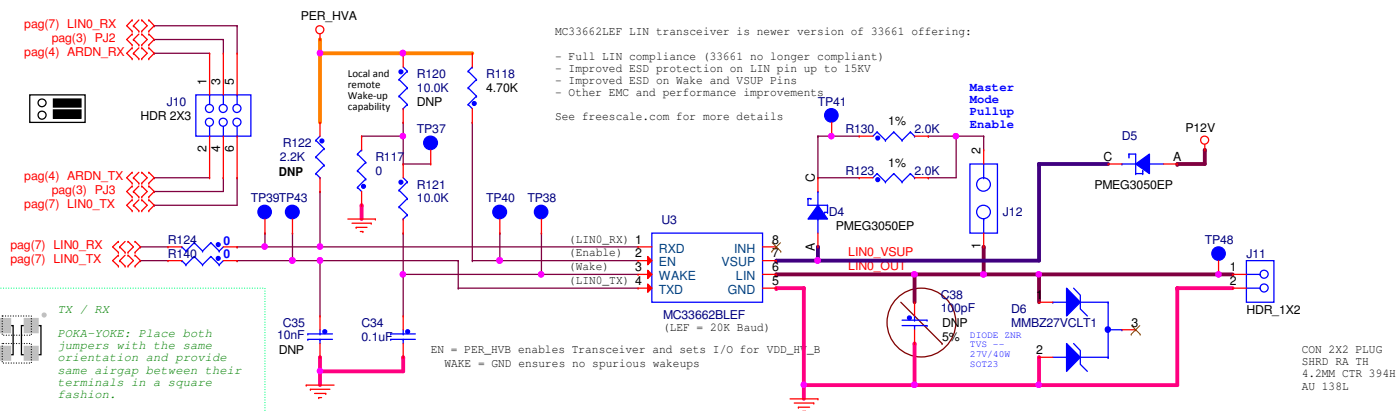 pag(7) LIN0_RX
pag(3) PJ2
pag(4) ARDN_RX
1
3
5
J10
HDR 2X3
2
4
6
pag(4) ARDN_TX
pag(3) PJ3
pag(7) LIN0_TX
pag(7) LIN0_RX
pag(7) LIN0_TX
R124
0
R140
0
TP39
TP43
PER_HVA
Local and
remote
Wake-up
capability
R120
10.0K
DNP
R118
4.70K
R122
2.2K
DNP
R117
0
TP37
R121
10.0K
TP40
TP38
C35
10nF
DNP
C34
0.1uF
MC33662LEF LIN transceiver is newer version of 33661 offering:
- Full LIN compliance (33661 no longer compliant)
- Improved ESD protection on LIN pin up to 15KV
- Improved ESD on Wake and VSUP Pins
- Other EMC and performance improvements
See freescale.com for more details
(LIN0_RX)
(Enable)
(Wake)
(LIN0_TX)
1
2
3
4
U3
RXD
EN
WAKE
TXD
INH
VSUP
LIN
GND
8
7
6
5
MC33662BLEF
(LEF = 20K Baud)
EN = PER_HVB enables Transceiver and sets I/O for VDD_HV_B
WAKE = GND ensures no spurious wakeups
TP41
R130
1%
2.0K
R123
1%
2.0K
C
D4
PMEG3050EP
A
LIN0_VSUP
LIN0_OUT
Master
Mode
Pullup
Enable
2
J12
1
D5
C
A
PMEG3050EP
P12V
C38
100pF
DNP
5%
D6
MMBZ27VCLT1
1
3
2
DIODE ZNR
TVS --
27V/40W
SOT23
TP48
J11
1
2
HDR_1X2
CON 2X2 PLUG
SHRD RA TH
4.2MM CTR 394H
AU 138L
TX / RX
POKA-YOKE: Place both
jumpers with the same
orientation and provide
same airgap between their
terminals in a square
fashion.